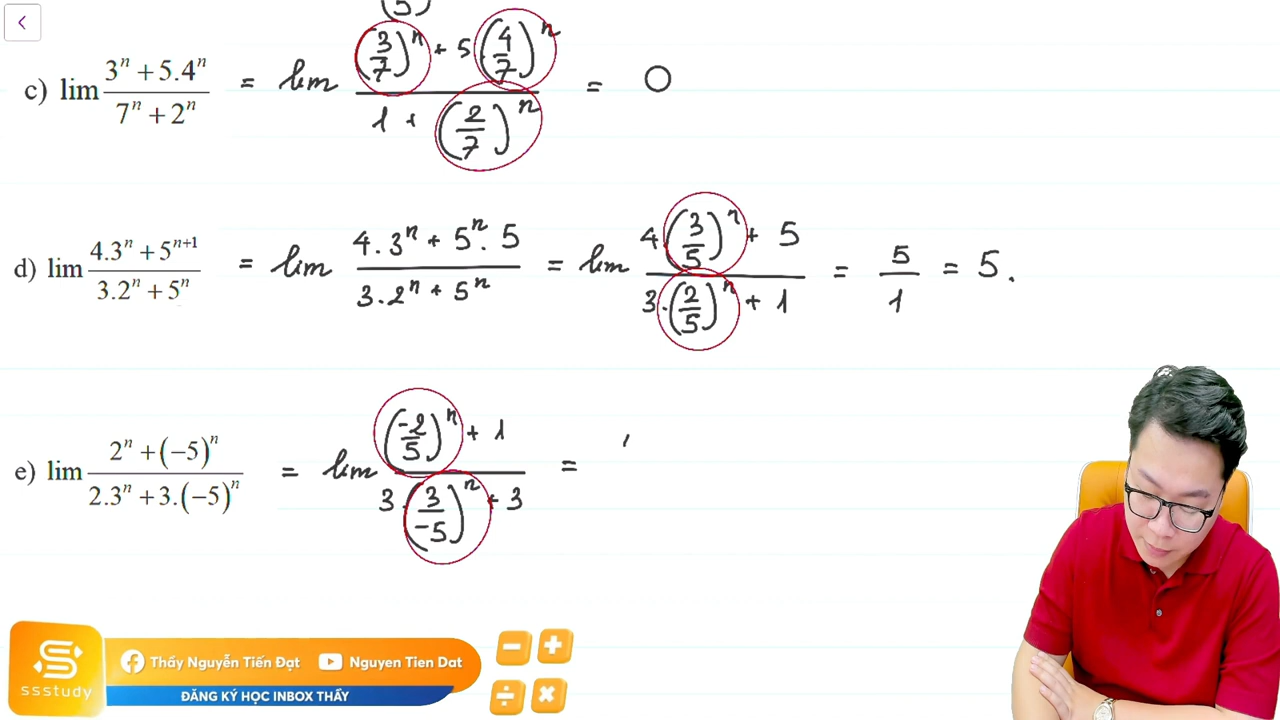 c) lim (3^n + 5.4^n)/(7^n + 2^n) = lim ((3/7)^n + 5(4/7)^n)/(1 + (2/7)^n) = 0
d) lim (4.3^n + 5^(n+1))/(3.2^n + 5^n) = lim (4.3^n + 5^n.5)/(3.2^n + 5^n) = lim (4(3/5)^n + 5)/(3.(2/5)^n + 1) = 5/1 = 5.
e) lim (2^n + (−5)^n)/(2.3^n + 3.(−5)^n) = lim ((-2/5)^n + 1)/(3.(3/-5)^n + 3) =
ssstudy
Thầy Nguyễn Tiến Đạt
Nguyen Tien Dat
ĐĂNG KÝ HỌC INBOX THẦY
− +
÷ ×